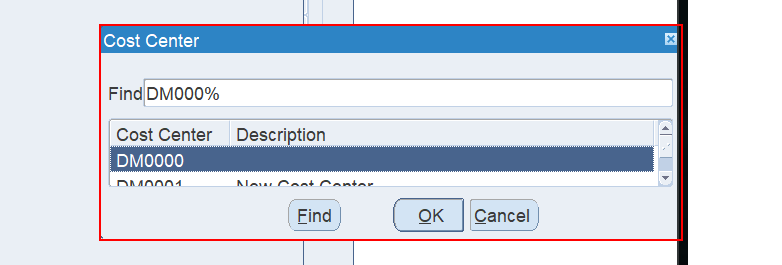 Cost Center
Find DM000%
Cost Center Description
DM0000
DM0001 New Cost Center
Find OK Cancel